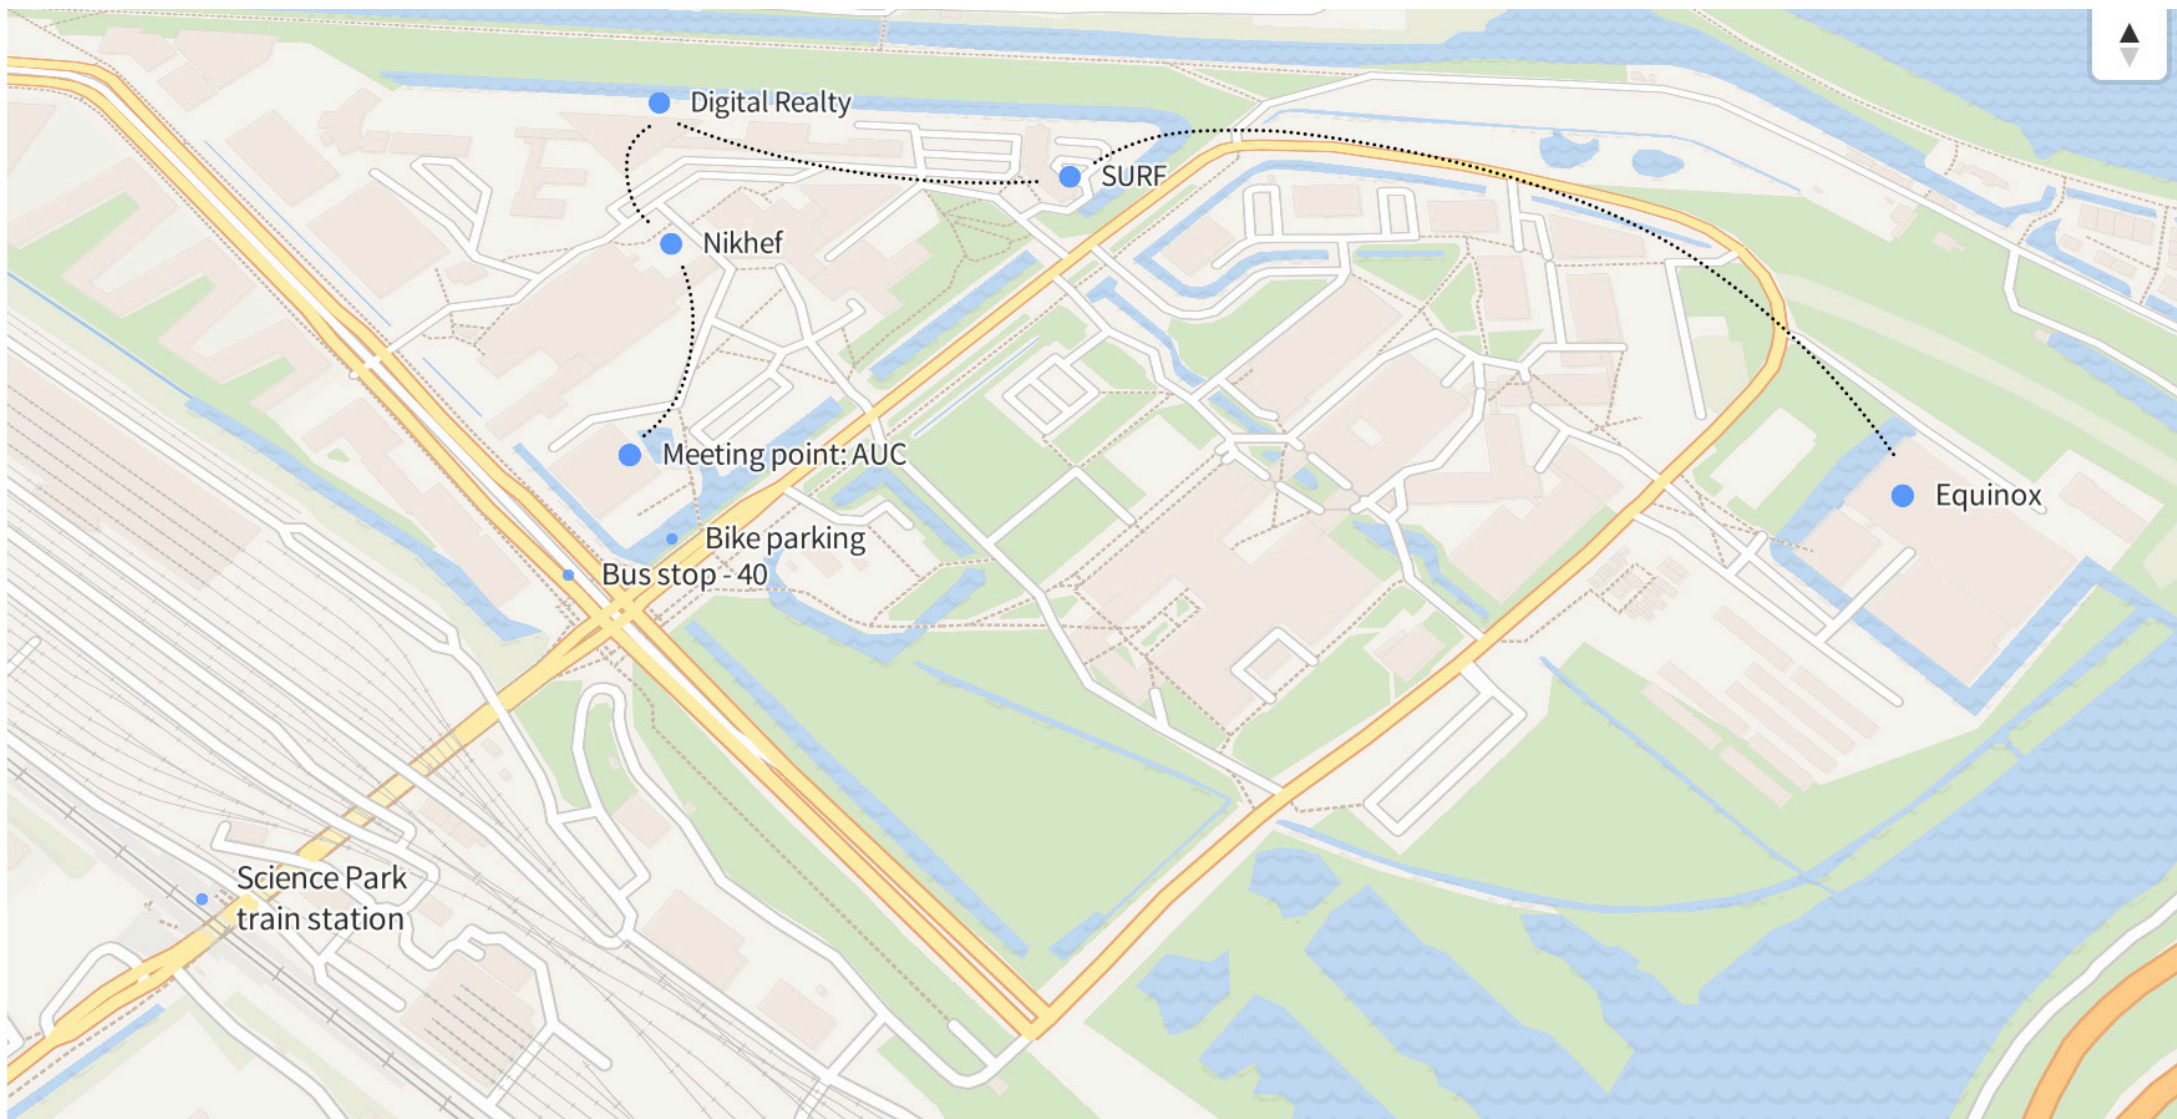 Digital Realty
SURF
Nikhef
Meeting point: AUC
Equinox
Bike parking
Bus stop - 40
Science Park
train station